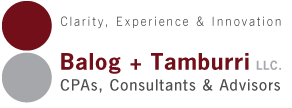 Clarity, Experience & Innovation
Balog + Tamburri LLC.
CPAs, Consultants & Advisors